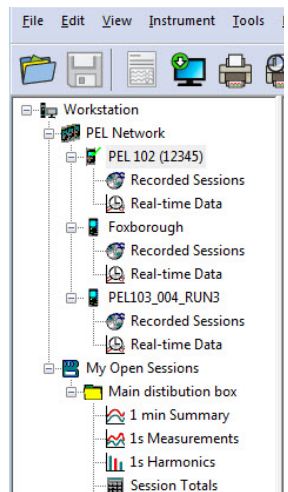 File Edit View Instrument Tools
Workstation
PEL Network
PEL 102 (12345)
Recorded Sessions
Real-time Data
Foxborough
Recorded Sessions
Real-time Data
PEL103_004_RUN3
Recorded Sessions
Real-time Data
My Open Sessions
Main distibution box
1 min Summary
1s Measurements
1s Harmonics
Session Totals